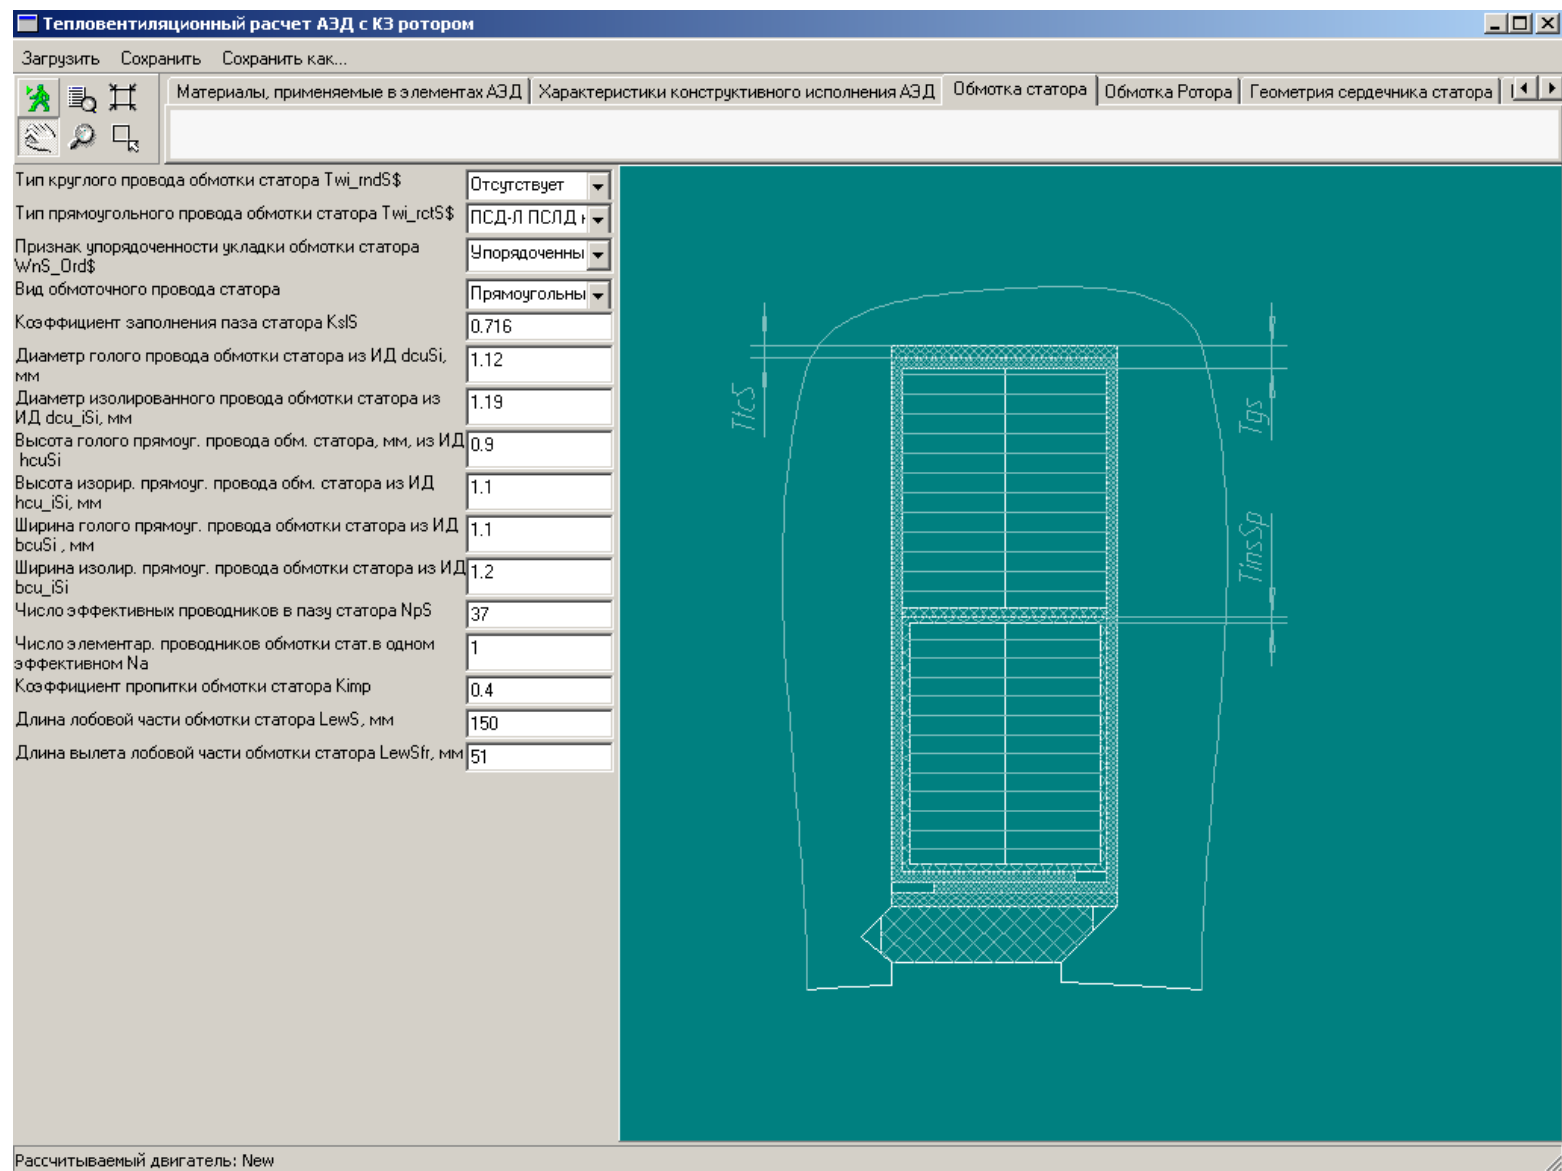 Тепловентиляционный расчет АЭД с КЗ ротором
Загрузить Сохранить Сохранить как...
Материалы, применяемые в элементах АЭД Характеристики конструктивного исполнения АЭД Обмотка статора Обмотка Ротора Геометрия сердечника статора
Тип круглого провода обмотки статора Twi_rndS$
Отсутствует
Тип прямоугольного провода обмотки статора Twi_rctS$
ПСД-Л ПСЛД
Признак упорядоченности укладки обмотки статора
WnS_Ord$
Упорядоченны
Вид обмоточного провода статора
Прямоугольны
Коэффициент заполнения паза статора KslS
0.716
Диаметр голого провода обмотки статора из ИД dcuSi,
мм
1.12
Диаметр изолированного провода обмотки статора из
ИД dcu_iSi, мм
1.19
Высота голого прямоуг. провода обм. статора, мм, из ИД
hcuSi
0.9
Высота изорир. прямоуг. провода обм. статора из ИД
hcu_iSi, мм
1.1
Ширина голого прямоуг. провода обмотки статора из ИД
bcuSi , мм
1.1
Ширина изолир. прямоуг. провода обмотки статора из ИД
bcu_iSi
1.2
Число эффективных проводников в пазу статора NpS
37
Число элементар. проводников обмотки стат.в одном
эффективном Na
1
Коэффициент пропитки обмотки статора Kimp
0.4
Длина лобовой части обмотки статора LewS, мм
150
Длина вылета лобовой части обмотки статора LewSfr, мм
51
TlcS
Tgs
TinsSp
Рассчитываемый двигатель: New